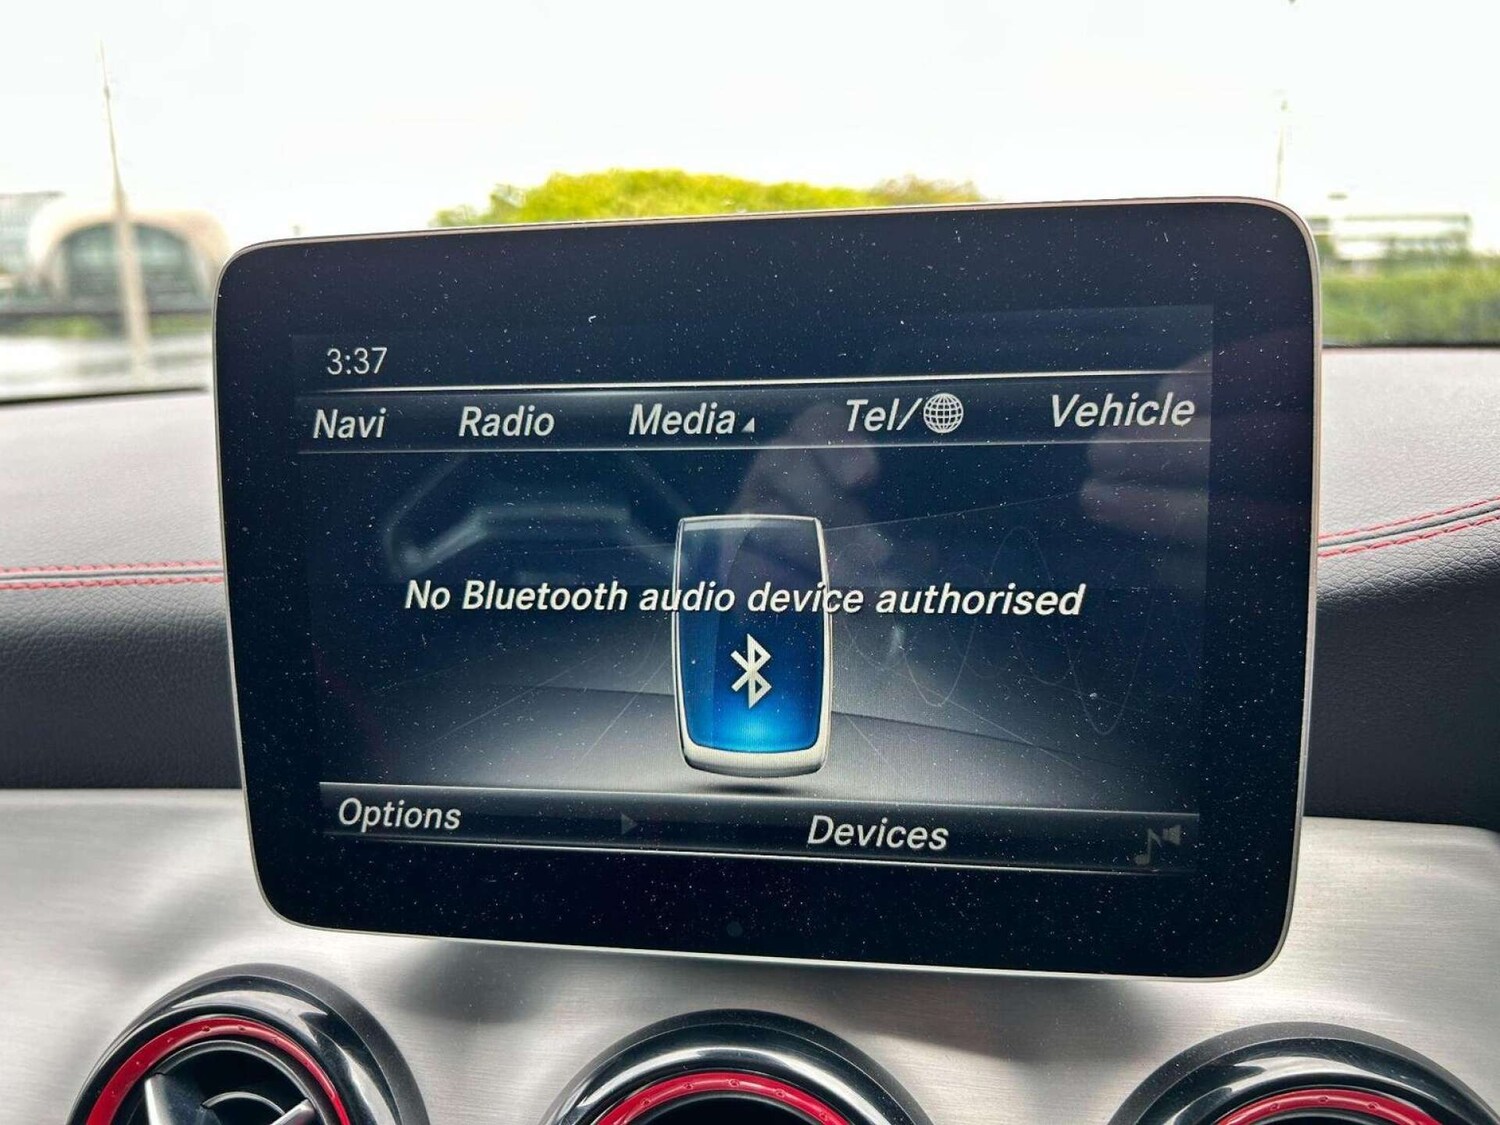 3:37
Navi Radio Media Tel/ Vehicle
No Bluetooth audio device authorised
Options Devices